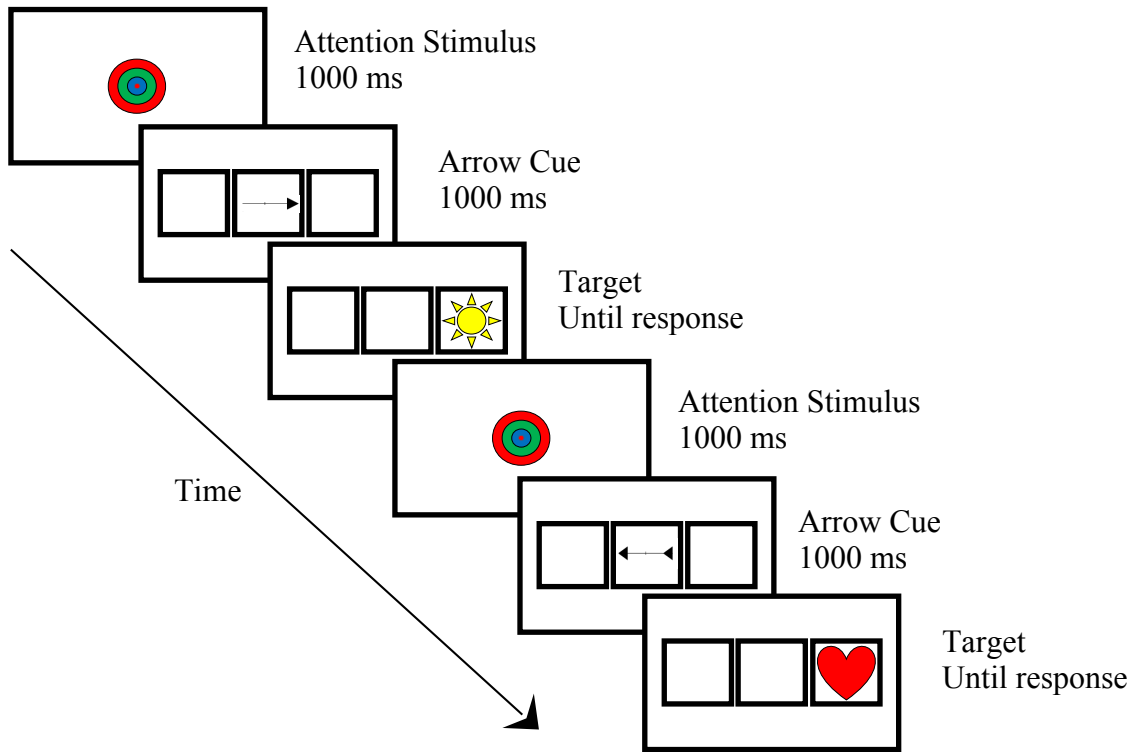 Attention Stimulus
1000 ms
Arrow Cue
1000 ms
Target
Until response
Attention Stimulus
1000 ms
Time
Arrow Cue
1000 ms
Target
Until response